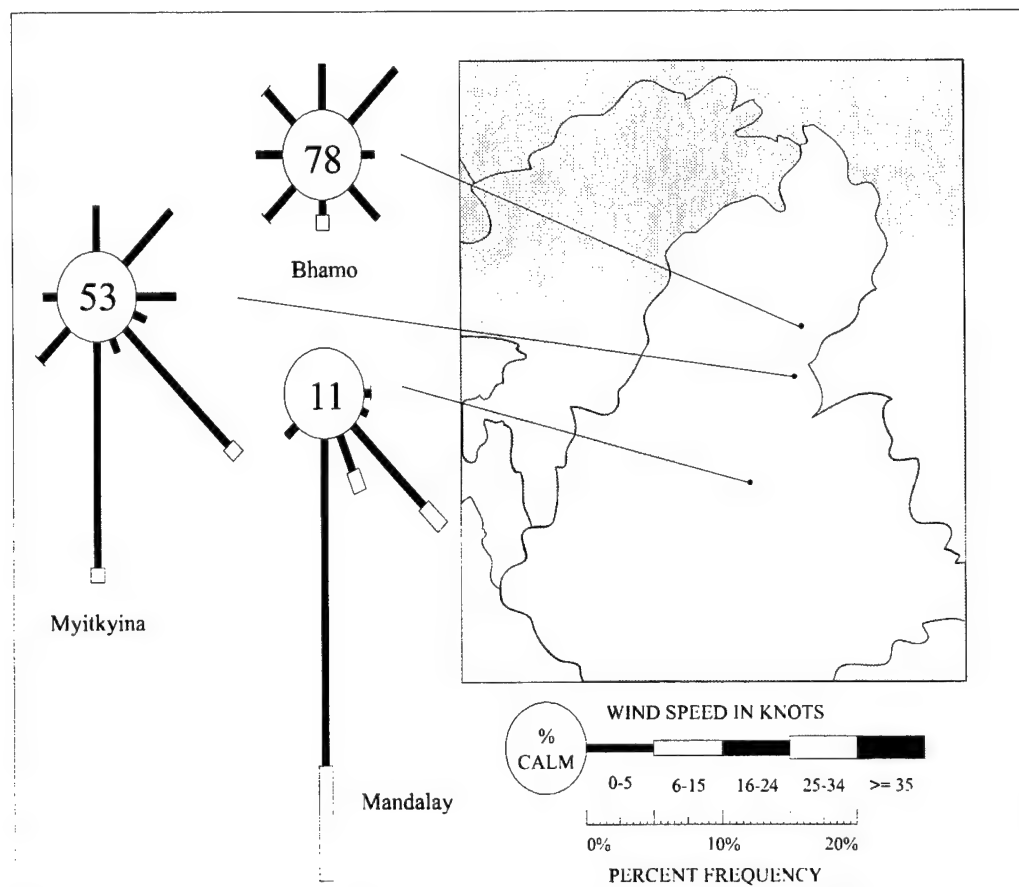 78
Bhamo
53
11
Myitkyina
Mandalay
WIND SPEED IN KNOTS
%
CALM
0-5 6-15 16-24 25-34 >= 35
0% 10% 20%
PERCENT FREQUENCY